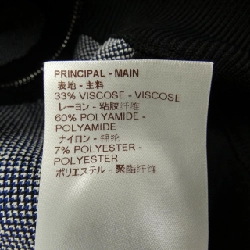 PRINCIPAL - MAIN
表地 - 主料
33% VISCOSE - VISCOSE
レーヨン - 粘胶纤维
60% POLYAMIDE -
POLYAMIDE
ナイロン - 锦纶
7% POLYESTER -
POLYESTER
ポリエステル - 聚酯纤维